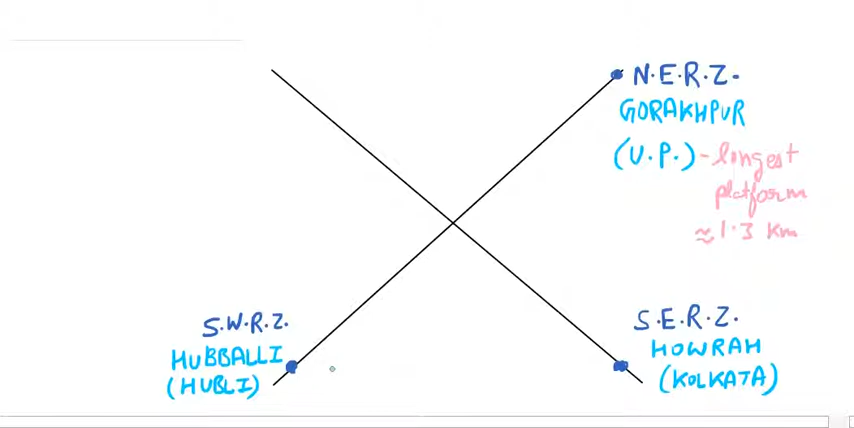 N.E.R.Z.
GORAKHPUR
(U.P.) - longest
platform
≈ 1.3 Km
S.W.R.Z.
HUBBALLI
(HUBLI)
S.E.R.Z.
HOWRAH
(KOLKATA)